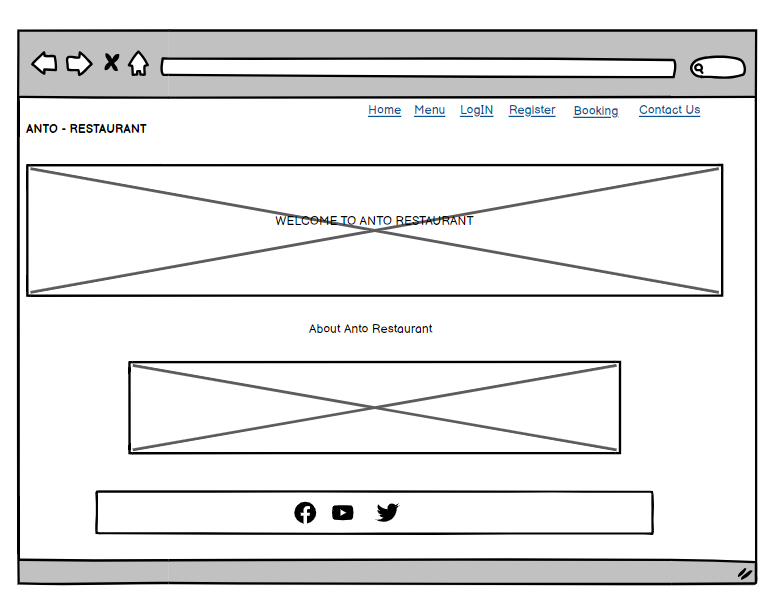 Home Menu LogIN Register Booking Contact Us
ANTO - RESTAURANT
WELCOME TO ANTO RESTAURANT
About Anto Restaurant